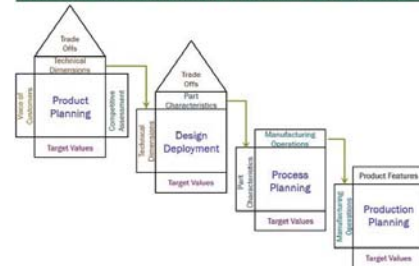 Trade
Offs
Technical
Dimensions
Voice of
Customers
Product
Planning
Competitive
Assessment
Target Values
Trade
Offs
Part
Characteristics
Technical
Dimensions
Design
Deployment
Target Values
Manufacturing
Operations
Part
Characteristics
Process
Planning
Target Values
Product Features
Manufacturing
Operations
Production
Planning
Target Values